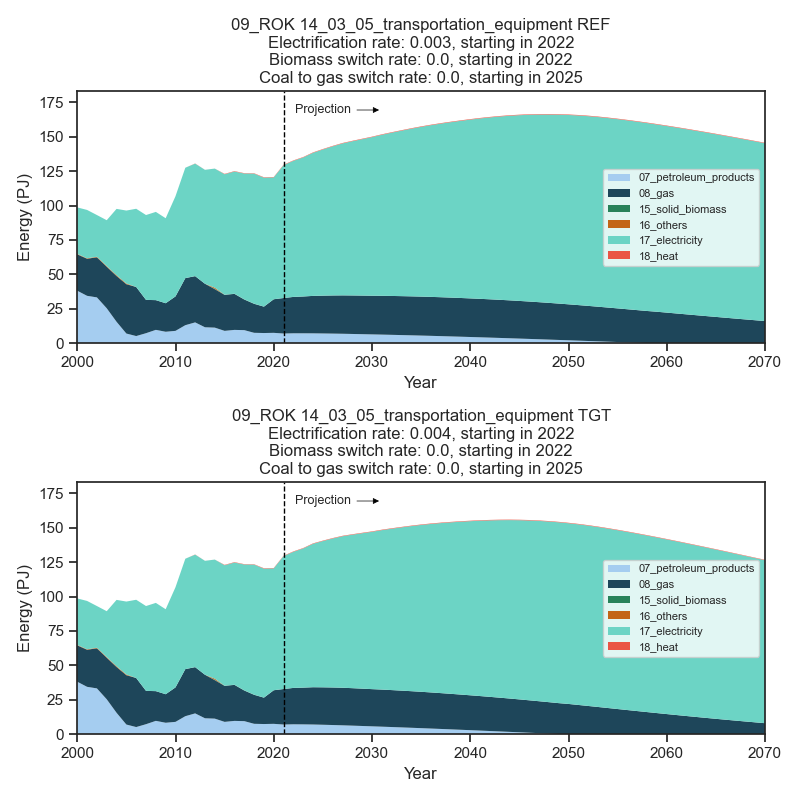 09_ROK 14_03_05_transportation_equipment REF
Electrification rate: 0.003, starting in 2022
Biomass switch rate: 0.0, starting in 2022
Coal to gas switch rate: 0.0, starting in 2025
175
150
125
100
75
50
25
0
Energy (PJ)
Projection
07_petroleum_products
08_gas
15_solid_biomass
16_others
17_electricity
18_heat
2000 2010 2020 2030 2040 2050 2060 2070
Year
09_ROK 14_03_05_transportation_equipment TGT
Electrification rate: 0.004, starting in 2022
Biomass switch rate: 0.0, starting in 2022
Coal to gas switch rate: 0.0, starting in 2025
175
150
125
100
75
50
25
0
Energy (PJ)
Projection
07_petroleum_products
08_gas
15_solid_biomass
16_others
17_electricity
18_heat
2000 2010 2020 2030 2040 2050 2060 2070
Year